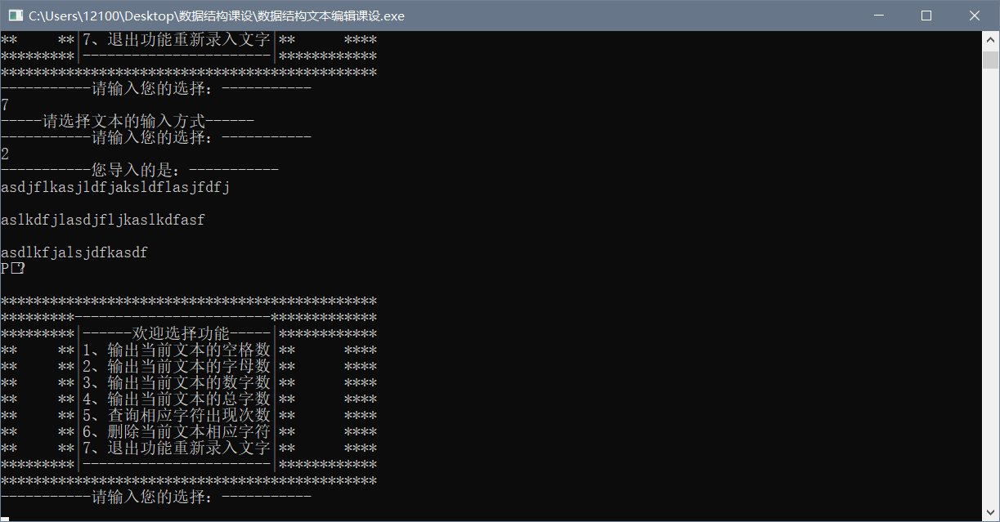 C:\Users\12100\Desktop\数据结构课设\数据结构文本编辑课设.exe
**     **|7、退出功能重新录入文字|**      ****
*********|-----------------------|************
**********************************************
-----------请输入您的选择：-----------
7
-----请选择文本的输入方式------
-----------请输入您的选择：-----------
2
-----------您导入的是：-----------
asdjflkasjldfjaksldflasjfdfj
aslkdfjlasdjfljkaslkdfasf
asdlkfjalsjdfkasdf
P
**********************************************
*********------------------------*************
*********|------欢迎选择功能-----|************
**     **|1、输出当前文本的空格数|**      ****
**     **|2、输出当前文本的字母数|**      ****
**     **|3、输出当前文本的数字数|**      ****
**     **|4、输出当前文本的总字数|**      ****
**     **|5、查询相应字符出现次数|**      ****
**     **|6、删除当前文本相应字符|**      ****
**     **|7、退出功能重新录入文字|**      ****
*********|-----------------------|************
**********************************************
-----------请输入您的选择：-----------